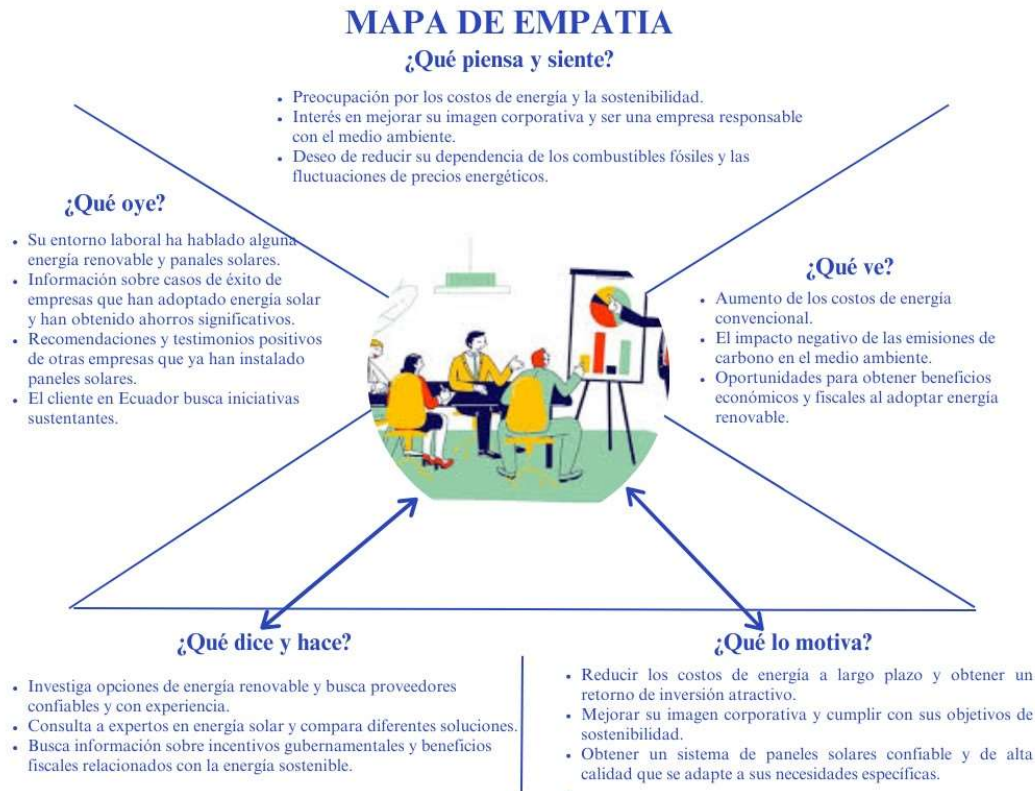 MAPA DE EMPATIA
¿Qué piensa y siente?
• Preocupación por los costos de energía y la sostenibilidad.
• Interés en mejorar su imagen corporativa y ser una empresa responsable
con el medio ambiente.
• Deseo de reducir su dependencia de los combustibles fósiles y las
fluctuaciones de precios energéticos.
¿Qué oye?
• Su entorno laboral ha hablado alguna
energía renovable y panales solares.
• Información sobre casos de éxito de
empresas que han adoptado energía solar
y han obtenido ahorros significativos.
• Recomendaciones y testimonios positivos
de otras empresas que ya han instalado
paneles solares.
• El cliente en Ecuador busca iniciativas
sustentantes.
¿Qué ve?
• Aumento de los costos de energía
convencional.
• El impacto negativo de las emisiones de
carbono en el medio ambiente.
• Oportunidades para obtener beneficios
económicos y fiscales al adoptar energía
renovable.
¿Qué dice y hace?
• Investiga opciones de energía renovable y busca proveedores
confiables y con experiencia.
• Consulta a expertos en energía solar y compara diferentes soluciones.
• Busca información sobre incentivos gubernamentales y beneficios
fiscales relacionados con la energía sostenible.
¿Qué lo motiva?
• Reducir los costos de energía a largo plazo y obtener un
retorno de inversión atractivo.
• Mejorar su imagen corporativa y cumplir con sus objetivos de
sostenibilidad.
• Obtener un sistema de paneles solares confiable y de alta
calidad que se adapte a sus necesidades específicas.